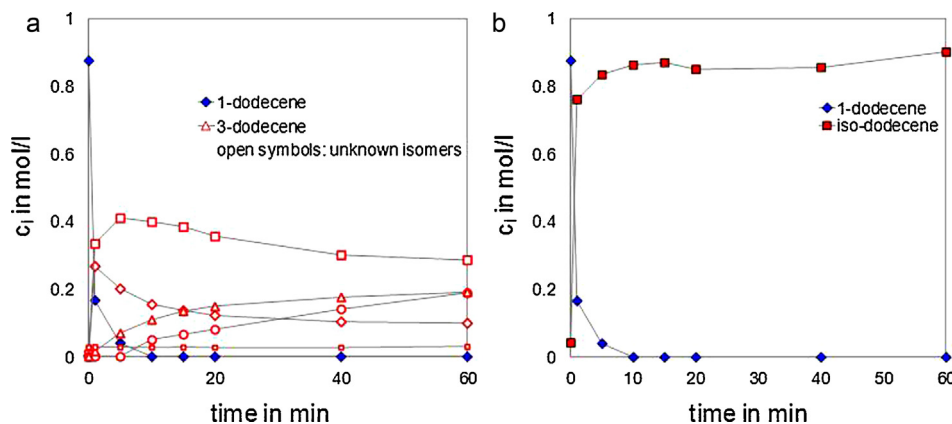 a
1
0.8
0.6
0.4
0.2
0
0
20
40
60
c_i in mol/l
time in min
1-dodecene
3-dodecene
open symbols: unknown isomers
b
1
0.8
0.6
0.4
0.2
0
0
10
20
30
40
50
60
c_i in mol/l
time in min
1-dodecene
iso-dodecene